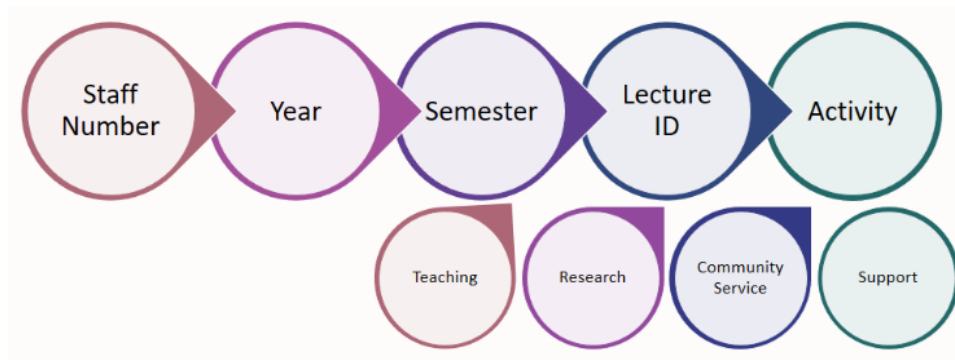 Staff
Number
Year
Semester
Lecture
ID
Activity
Teaching
Research
Community
Service
Support